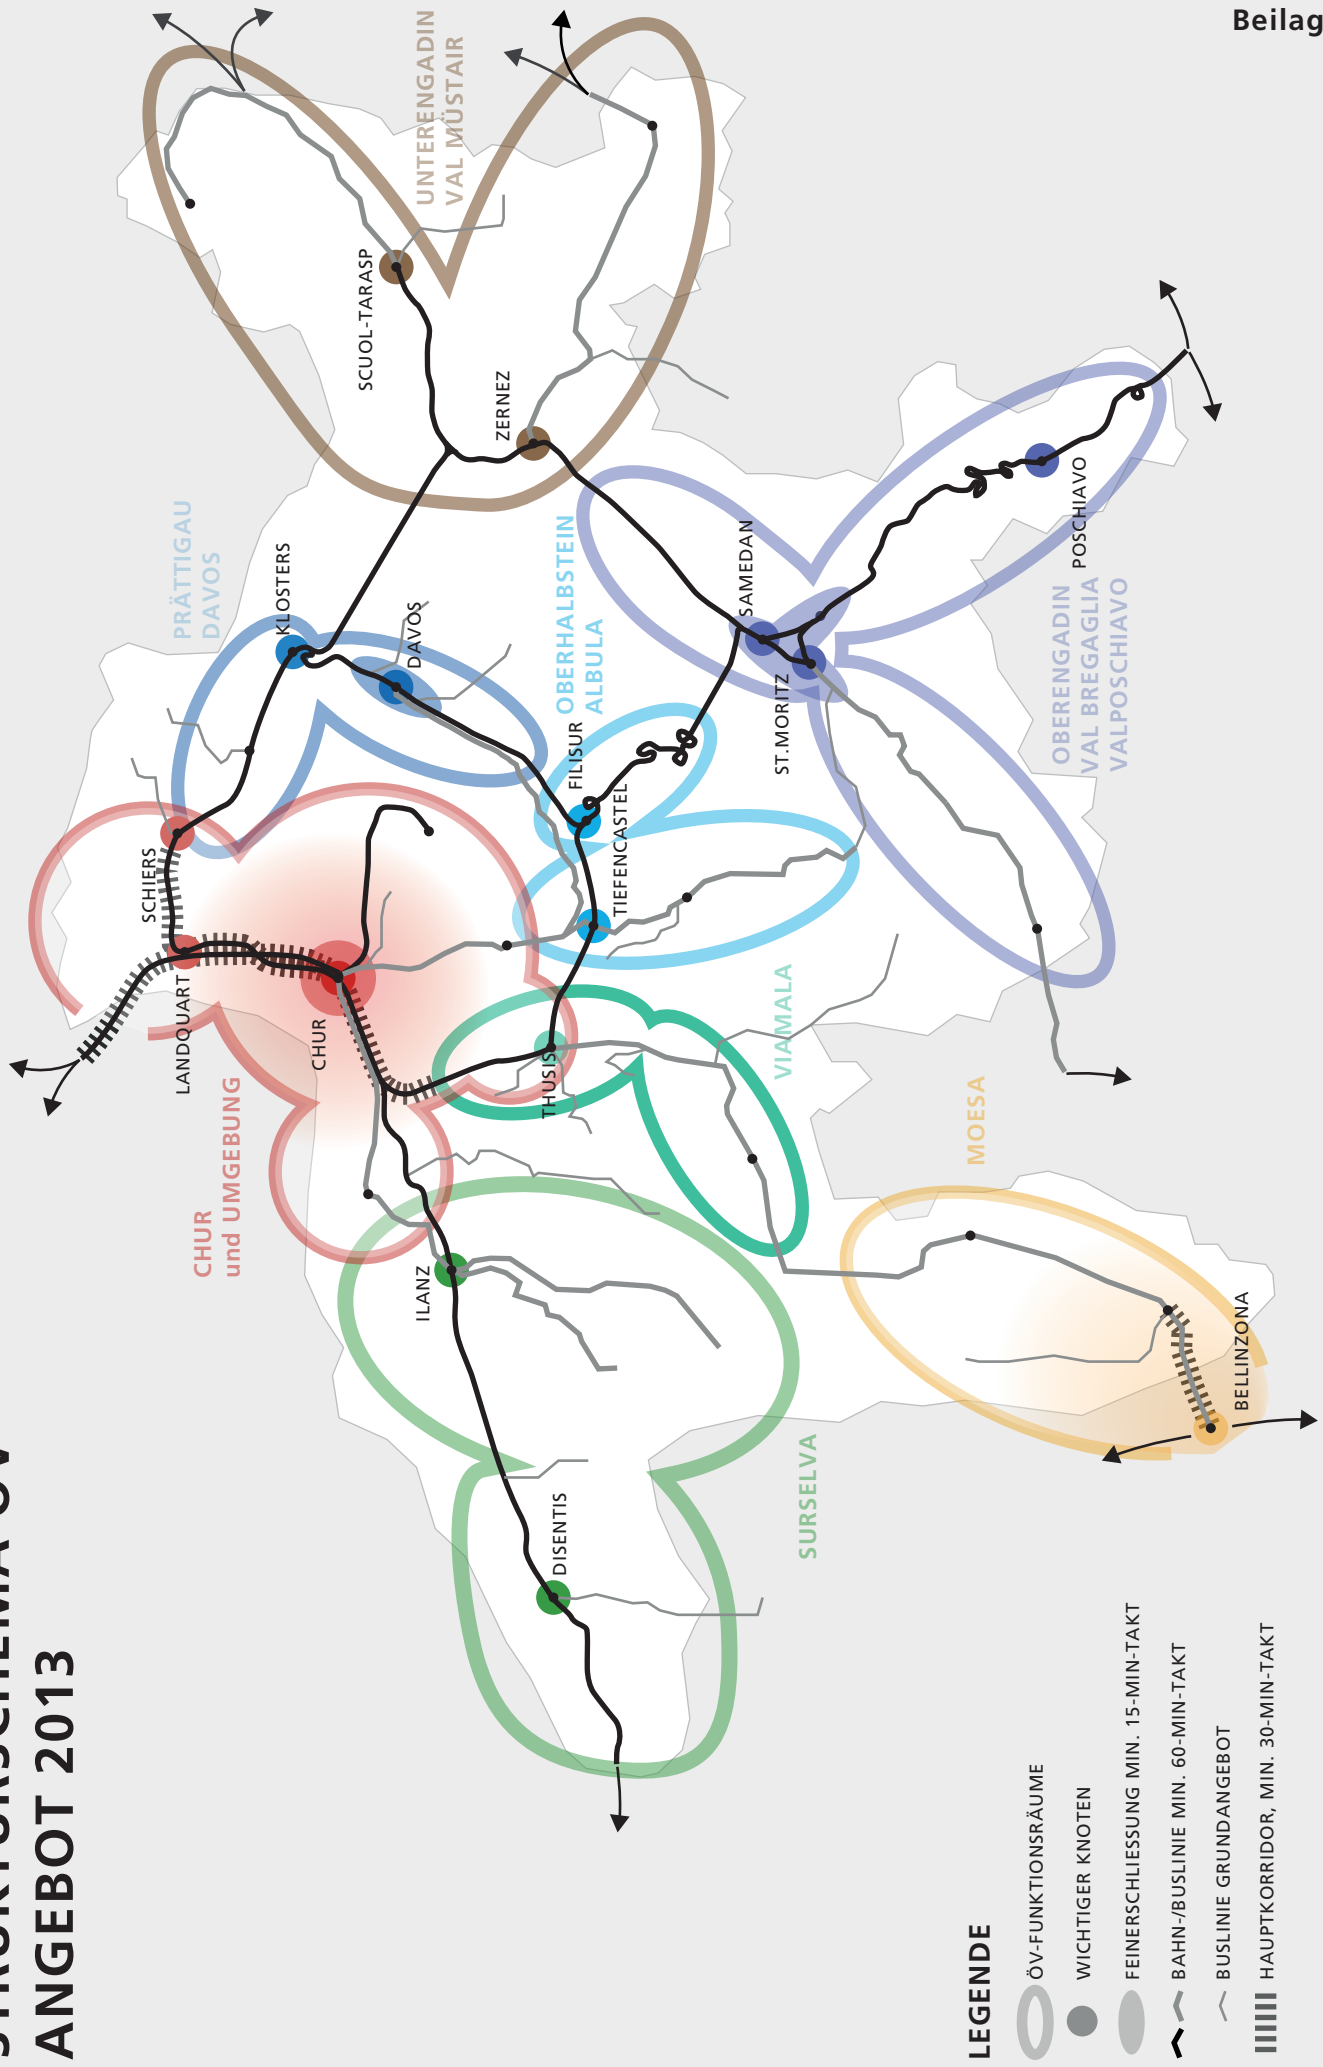 Beilag
STRUKTURSCHEMA ÖV
ANGEBOT 2013
UNTERENGADIN
VAL MÜSTAIR
SCUOL-TARASP
ZERNEZ
PRÄTTIGAU
DAVOS
KLOSTERS
DAVOS
OBERHALBSTEIN
ALBULA
FILISUR
TIEFENCASTEL
SAMEDAN
ST.MORITZ
POSCHIAVO
OBERENGADIN
VAL BREGAGLIA
VALPOSCHIAVO
SCHIERS
LANDQUART
CHUR
CHUR
und UMGEBUNG
THUSIS
VIAMALA
MOESA
BELLINZONA
ILANZ
DISENTIS
SURSELVA
LEGENDE
ÖV-FUNKTIONSRÄUME
WICHTIGER KNOTEN
FEINERSCHLIESSUNG MIN. 15-MIN-TAKT
BAHN-/BUSLINIE MIN. 60-MIN-TAKT
BUSLINIE GRUNDANGEBOT
HAUPTKORRIDOR, MIN. 30-MIN-TAKT